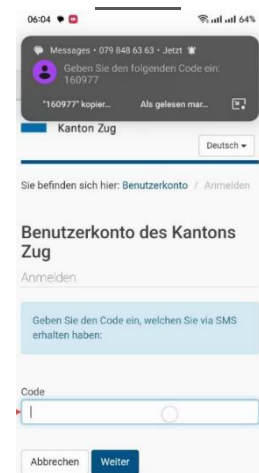 06:04 64%
Messages • 079 848 63 63 • Jetzt
Geben Sie den folgenden Code ein:
160977
"160977" kopier... Als gelesen mar...
Kanton Zug
Deutsch
Sie befinden sich hier: Benutzerkonto / Anmelden
Benutzerkonto des Kantons
Zug
Anmelden
Geben Sie den Code ein, welchen Sie via SMS
erhalten haben:
Code
Abbrechen Weiter